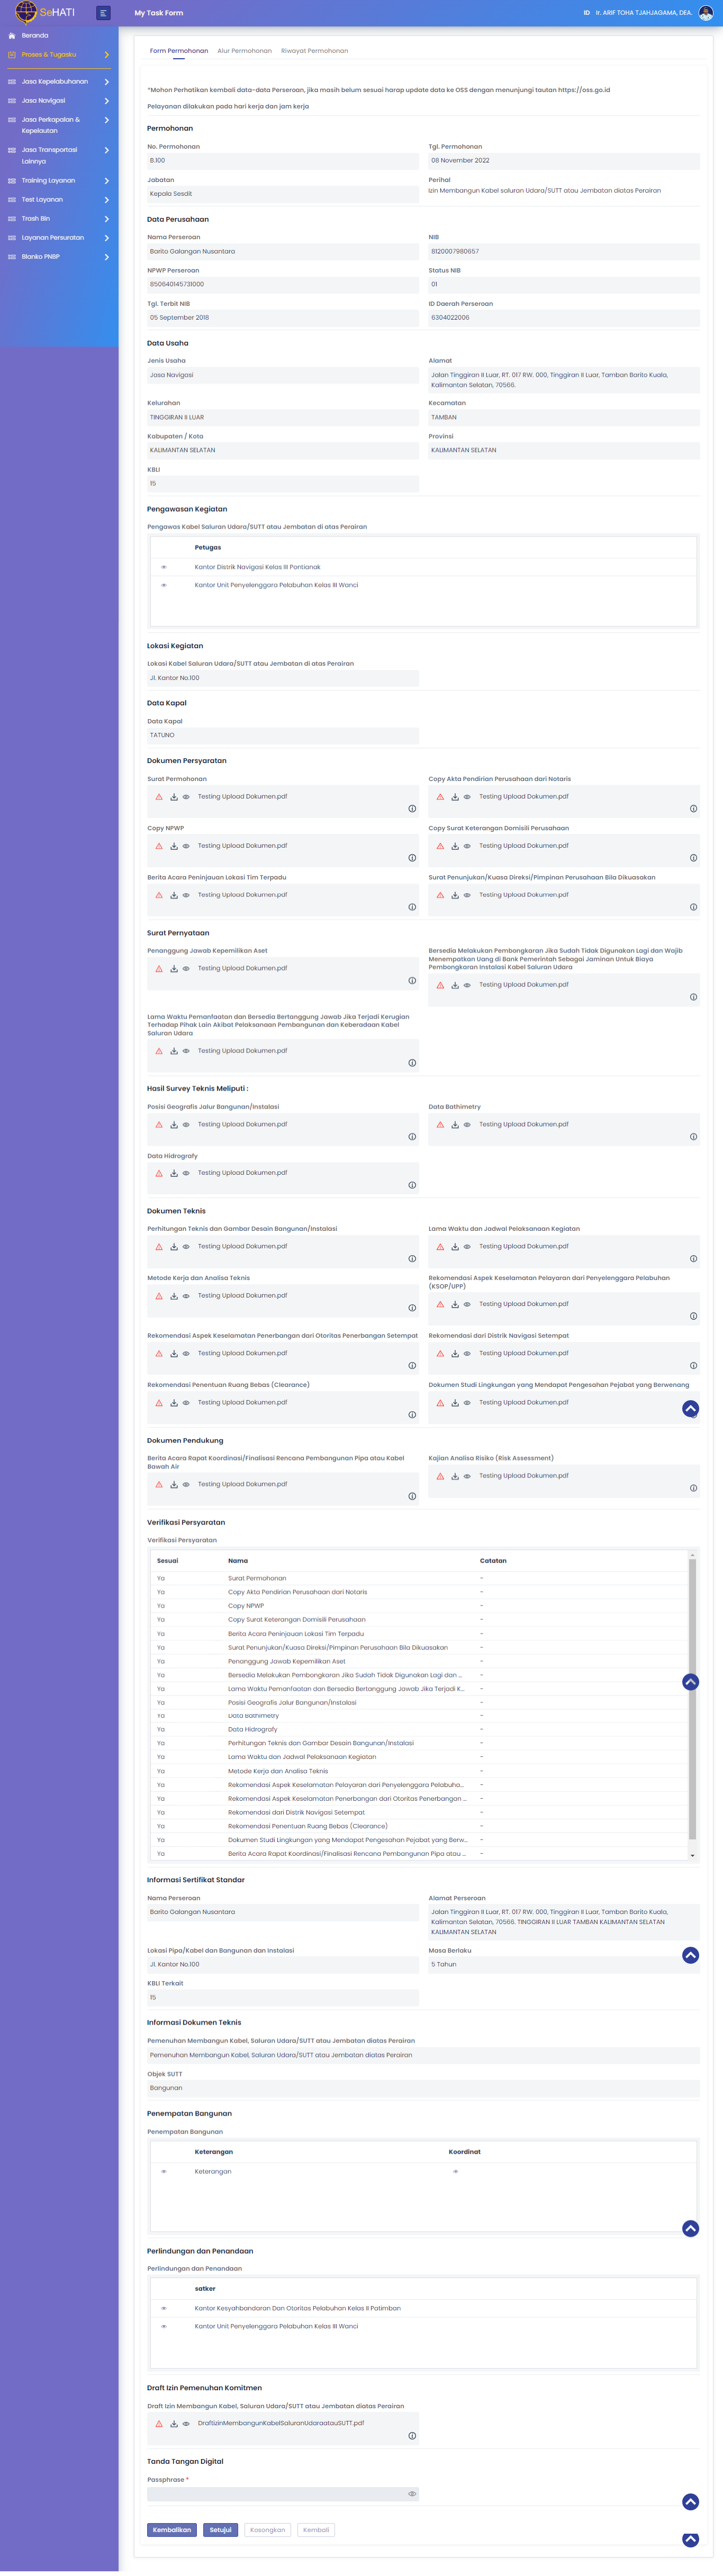 SeHATI
My Task Form
ID Ir. ARIF TOHA TJAHJAGAMA, DEA.
Beranda
Proses & Tugasku
Jasa Kepelabuhanan
Jasa Navigasi
Jasa Perkapalan &
Kepelautan
Jasa Transportasi
Lainnya
Training Layanan
Test Layanan
Trash Bin
Layanan Persuratan
Blanko PNBP
Form Permohonan Alur Permohonan Riwayat Permohonan
*Mohon Perhatikan kembali data-data Perseroan, jika masih belum sesuai harap update data ke OSS dengan menunjungi tautan https://oss.go.id
Pelayanan dilakukan pada hari kerja dan jam kerja
Permohonan
No. Permohonan Tgl. Permohonan
B.100 08 November 2022
Jabatan Perihal
Kepala Sesdit Izin Membangun Kabel saluran Udara/SUTT atau Jembatan diatas Perairan
Data Perusahaan
Nama Perseroan NIB
Barito Galangan Nusantara 8120007980657
NPWP Perseroan Status NIB
850640145731000 01
Tgl. Terbit NIB ID Daerah Perseroan
05 September 2018 6304022006
Data Usaha
Jenis Usaha Alamat
Jasa Navigasi Jalan Tinggiran II Luar, RT. 017 RW. 000, Tinggiran II Luar, Tamban Barito Kuala,
Kalimantan Selatan, 70566.
Kelurahan Kecamatan
TINGGIRAN II LUAR TAMBAN
Kabupaten / Kota Provinsi
KALIMANTAN SELATAN KALIMANTAN SELATAN
KBLI
15
Pengawasan Kegiatan
Pengawas Kabel Saluran Udara/SUTT atau Jembatan di atas Perairan
Petugas
Kantor Distrik Navigasi Kelas III Pontianak
Kantor Unit Penyelenggara Pelabuhan Kelas III Wanci
Lokasi Kegiatan
Lokasi Kabel Saluran Udara/SUTT atau Jembatan di atas Perairan
Jl. Kantor No.100
Data Kapal
Data Kapal
TATUNO
Dokumen Persyaratan
Surat Permohonan Copy Akta Pendirian Perusahaan dari Notaris
Testing Upload Dokumen.pdf Testing Upload Dokumen.pdf
Copy NPWP Copy Surat Keterangan Domisili Perusahaan
Testing Upload Dokumen.pdf Testing Upload Dokumen.pdf
Berita Acara Peninjauan Lokasi Tim Terpadu Surat Penunjukan/Kuasa Direksi/Pimpinan Perusahaan Bila Dikuasakan
Testing Upload Dokumen.pdf Testing Upload Dokumen.pdf
Surat Pernyataan
Penanggung Jawab Kepemilikan Aset
Testing Upload Dokumen.pdf
Bersedia Melakukan Pembongkaran Jika Sudah Tidak Digunakan Lagi dan Wajib
Menempatkan Uang di Bank Pemerintah Sebagai Jaminan Untuk Biaya
Pembongkaran Instalasi Kabel Saluran Udara
Testing Upload Dokumen.pdf
Lama Waktu Pemanfaatan dan Bersedia Bertanggung Jawab Jika Terjadi Kerugian
Terhadap Pihak Lain Akibat Pelaksanaan Pembangunan dan Keberadaan Kabel
Saluran Udara
Testing Upload Dokumen.pdf
Hasil Survey Teknis Meliputi :
Posisi Geografis Jalur Bangunan/Instalasi Data Bathimetry
Testing Upload Dokumen.pdf Testing Upload Dokumen.pdf
Data Hidrografy
Testing Upload Dokumen.pdf
Dokumen Teknis
Perhitungan Teknis dan Gambar Desain Bangunan/Instalasi Lama Waktu dan Jadwal Pelaksanaan Kegiatan
Testing Upload Dokumen.pdf Testing Upload Dokumen.pdf
Metode Kerja dan Analisa Teknis
Testing Upload Dokumen.pdf
Rekomendasi Aspek Keselamatan Pelayaran dari Penyelenggara Pelabuhan
(KSOP/UPP)
Testing Upload Dokumen.pdf
Rekomendasi Aspek Keselamatan Penerbangan dari Otoritas Penerbangan Setempat Rekomendasi dari Distrik Navigasi Setempat
Testing Upload Dokumen.pdf Testing Upload Dokumen.pdf
Rekomendasi Penentuan Ruang Bebas (Clearance) Dokumen Studi Lingkungan yang Mendapat Pengesahan Pejabat yang Berwenang
Testing Upload Dokumen.pdf Testing Upload Dokumen.pdf
Dokumen Pendukung
Berita Acara Rapat Koordinasi/Finalisasi Rencana Pembangunan Pipa atau Kabel
Bawah Air
Testing Upload Dokumen.pdf
Kajian Analisa Risiko (Risk Assessment)
Testing Upload Dokumen.pdf
Verifikasi Persyaratan
Verifikasi Persyaratan
Sesuai Nama Catatan
Ya Surat Permohonan -
Ya Copy Akta Pendirian Perusahaan dari Notaris -
Ya Copy NPWP -
Ya Copy Surat Keterangan Domisili Perusahaan -
Ya Berita Acara Peninjauan Lokasi Tim Terpadu -
Ya Surat Penunjukan/Kuasa Direksi/Pimpinan Perusahaan Bila Dikuasakan -
Ya Penanggung Jawab Kepemilikan Aset -
Ya Bersedia Melakukan Pembongkaran Jika Sudah Tidak Digunakan Lagi dan ... -
Ya Lama Waktu Pemanfaatan dan Bersedia Bertanggung Jawab Jika Terjadi K... -
Ya Posisi Geografis Jalur Bangunan/Instalasi -
Ya Data Bathimetry -
Ya Data Hidrografy -
Ya Perhitungan Teknis dan Gambar Desain Bangunan/Instalasi -
Ya Lama Waktu dan Jadwal Pelaksanaan Kegiatan -
Ya Metode Kerja dan Analisa Teknis -
Ya Rekomendasi Aspek Keselamatan Pelayaran dari Penyelenggara Pelabuha... -
Ya Rekomendasi Aspek Keselamatan Penerbangan dari Otoritas Penerbangan ... -
Ya Rekomendasi dari Distrik Navigasi Setempat -
Ya Rekomendasi Penentuan Ruang Bebas (Clearance) -
Ya Dokumen Studi Lingkungan yang Mendapat Pengesahan Pejabat yang Berw... -
Ya Berita Acara Rapat Koordinasi/Finalisasi Rencana Pembangunan Pipa atau ... -
Informasi Sertifikat Standar
Nama Perseroan Alamat Perseroan
Barito Galangan Nusantara Jalan Tinggiran II Luar, RT. 017 RW. 000, Tinggiran II Luar, Tamban Barito Kuala,
Kalimantan Selatan, 70566. TINGGIRAN II LUAR TAMBAN KALIMANTAN SELATAN
KALIMANTAN SELATAN
Lokasi Pipa/Kabel dan Bangunan dan Instalasi Masa Berlaku
Jl. Kantor No.100 5 Tahun
KBLI Terkait
15
Informasi Dokumen Teknis
Pemenuhan Membangun Kabel, Saluran Udara/SUTT atau Jembatan diatas Perairan
Pemenuhan Membangun Kabel, Saluran Udara/SUTT atau Jembatan diatas Perairan
Objek SUTT
Bangunan
Penempatan Bangunan
Penempatan Bangunan
Keterangan Koordinat
Keterangan
Perlindungan dan Penandaan
Perlindungan dan Penandaan
satker
Kantor Kesyahbandaran Dan Otoritas Pelabuhan Kelas II Patimban
Kantor Unit Penyelenggara Pelabuhan Kelas III Wanci
Draft Izin Pemenuhan Komitmen
Draft Izin Membangun Kabel, Saluran Udara/SUTT atau Jembatan diatas Perairan
DraftIzinMembangunKabelSaluranUdaraatauSUTT.pdf
Tanda Tangan Digital
Passphrase *
Kembalikan Setujui Kosongkan Kembali